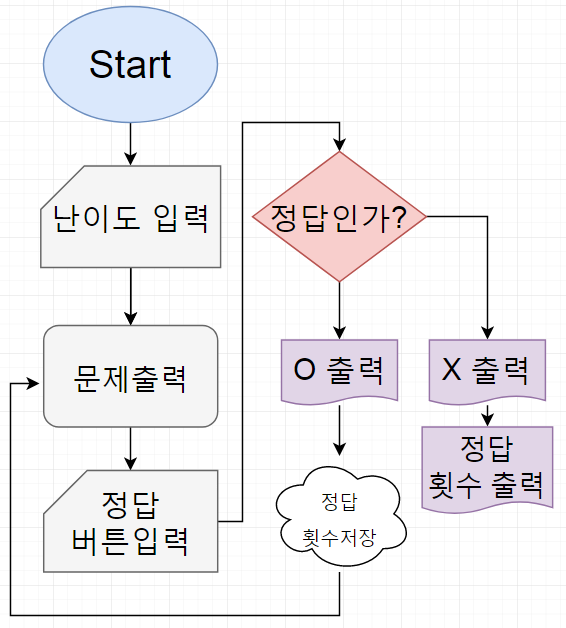 Start
난이도 입력
문제출력
정답
버튼입력
정답인가?
O 출력
X 출력
정답
횟수저장
정답
횟수 출력